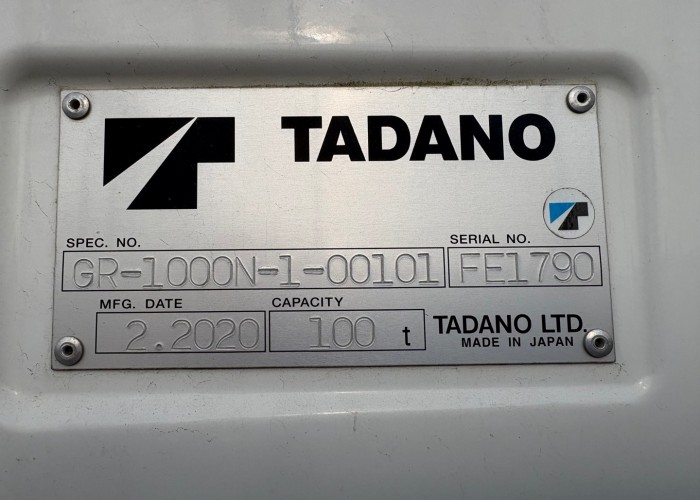 TADANO
SPEC. NO.
GR-1000N-1-00101
SERIAL NO.
FE1790
MFG. DATE
2.2020
CAPACITY
100 t
TADANO LTD.
MADE IN JAPAN